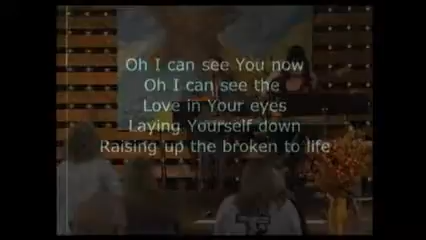 Oh I can see You now
Oh I can see the
Love in Your eyes
Laying Yourself down
Raising up the broken to life